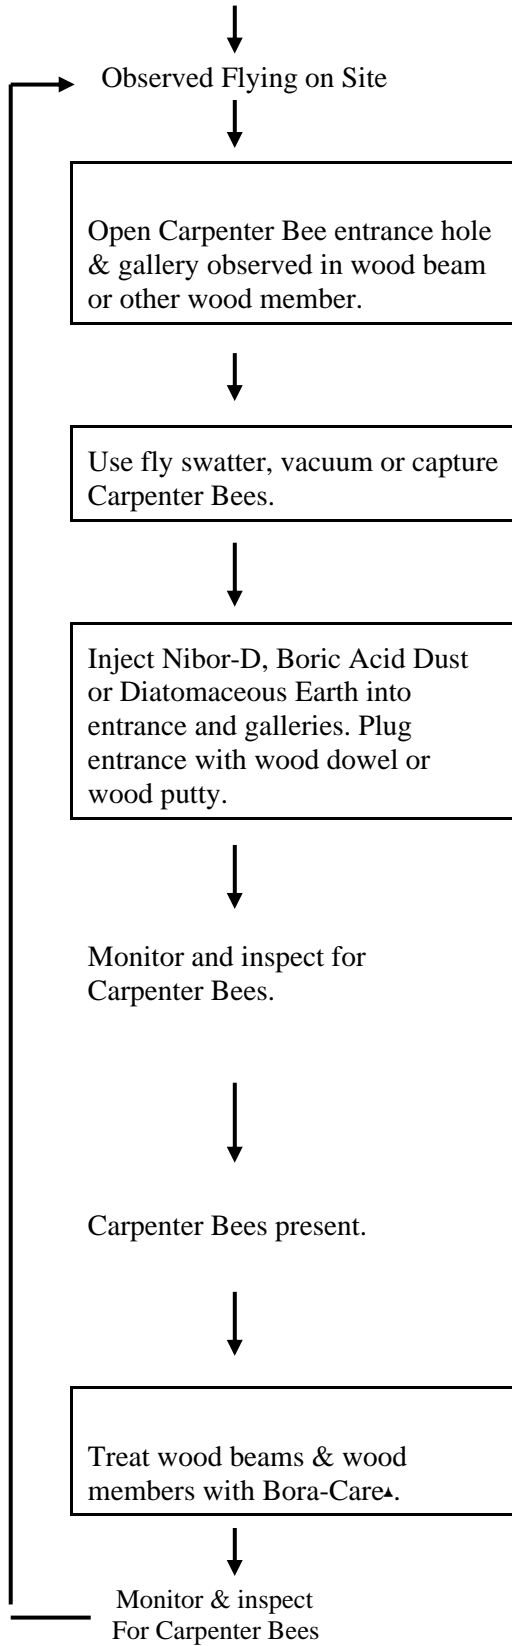 Observed Flying on Site
Open Carpenter Bee entrance hole
& gallery observed in wood beam
or other wood member.
Use fly swatter, vacuum or capture
Carpenter Bees.
Inject Nibor-D, Boric Acid Dust
or Diatomaceous Earth into
entrance and galleries. Plug
entrance with wood dowel or
wood putty.
Monitor and inspect for
Carpenter Bees.
Carpenter Bees present.
Treat wood beams & wood
members with Bora-Care▲.
Monitor & inspect
For Carpenter Bees